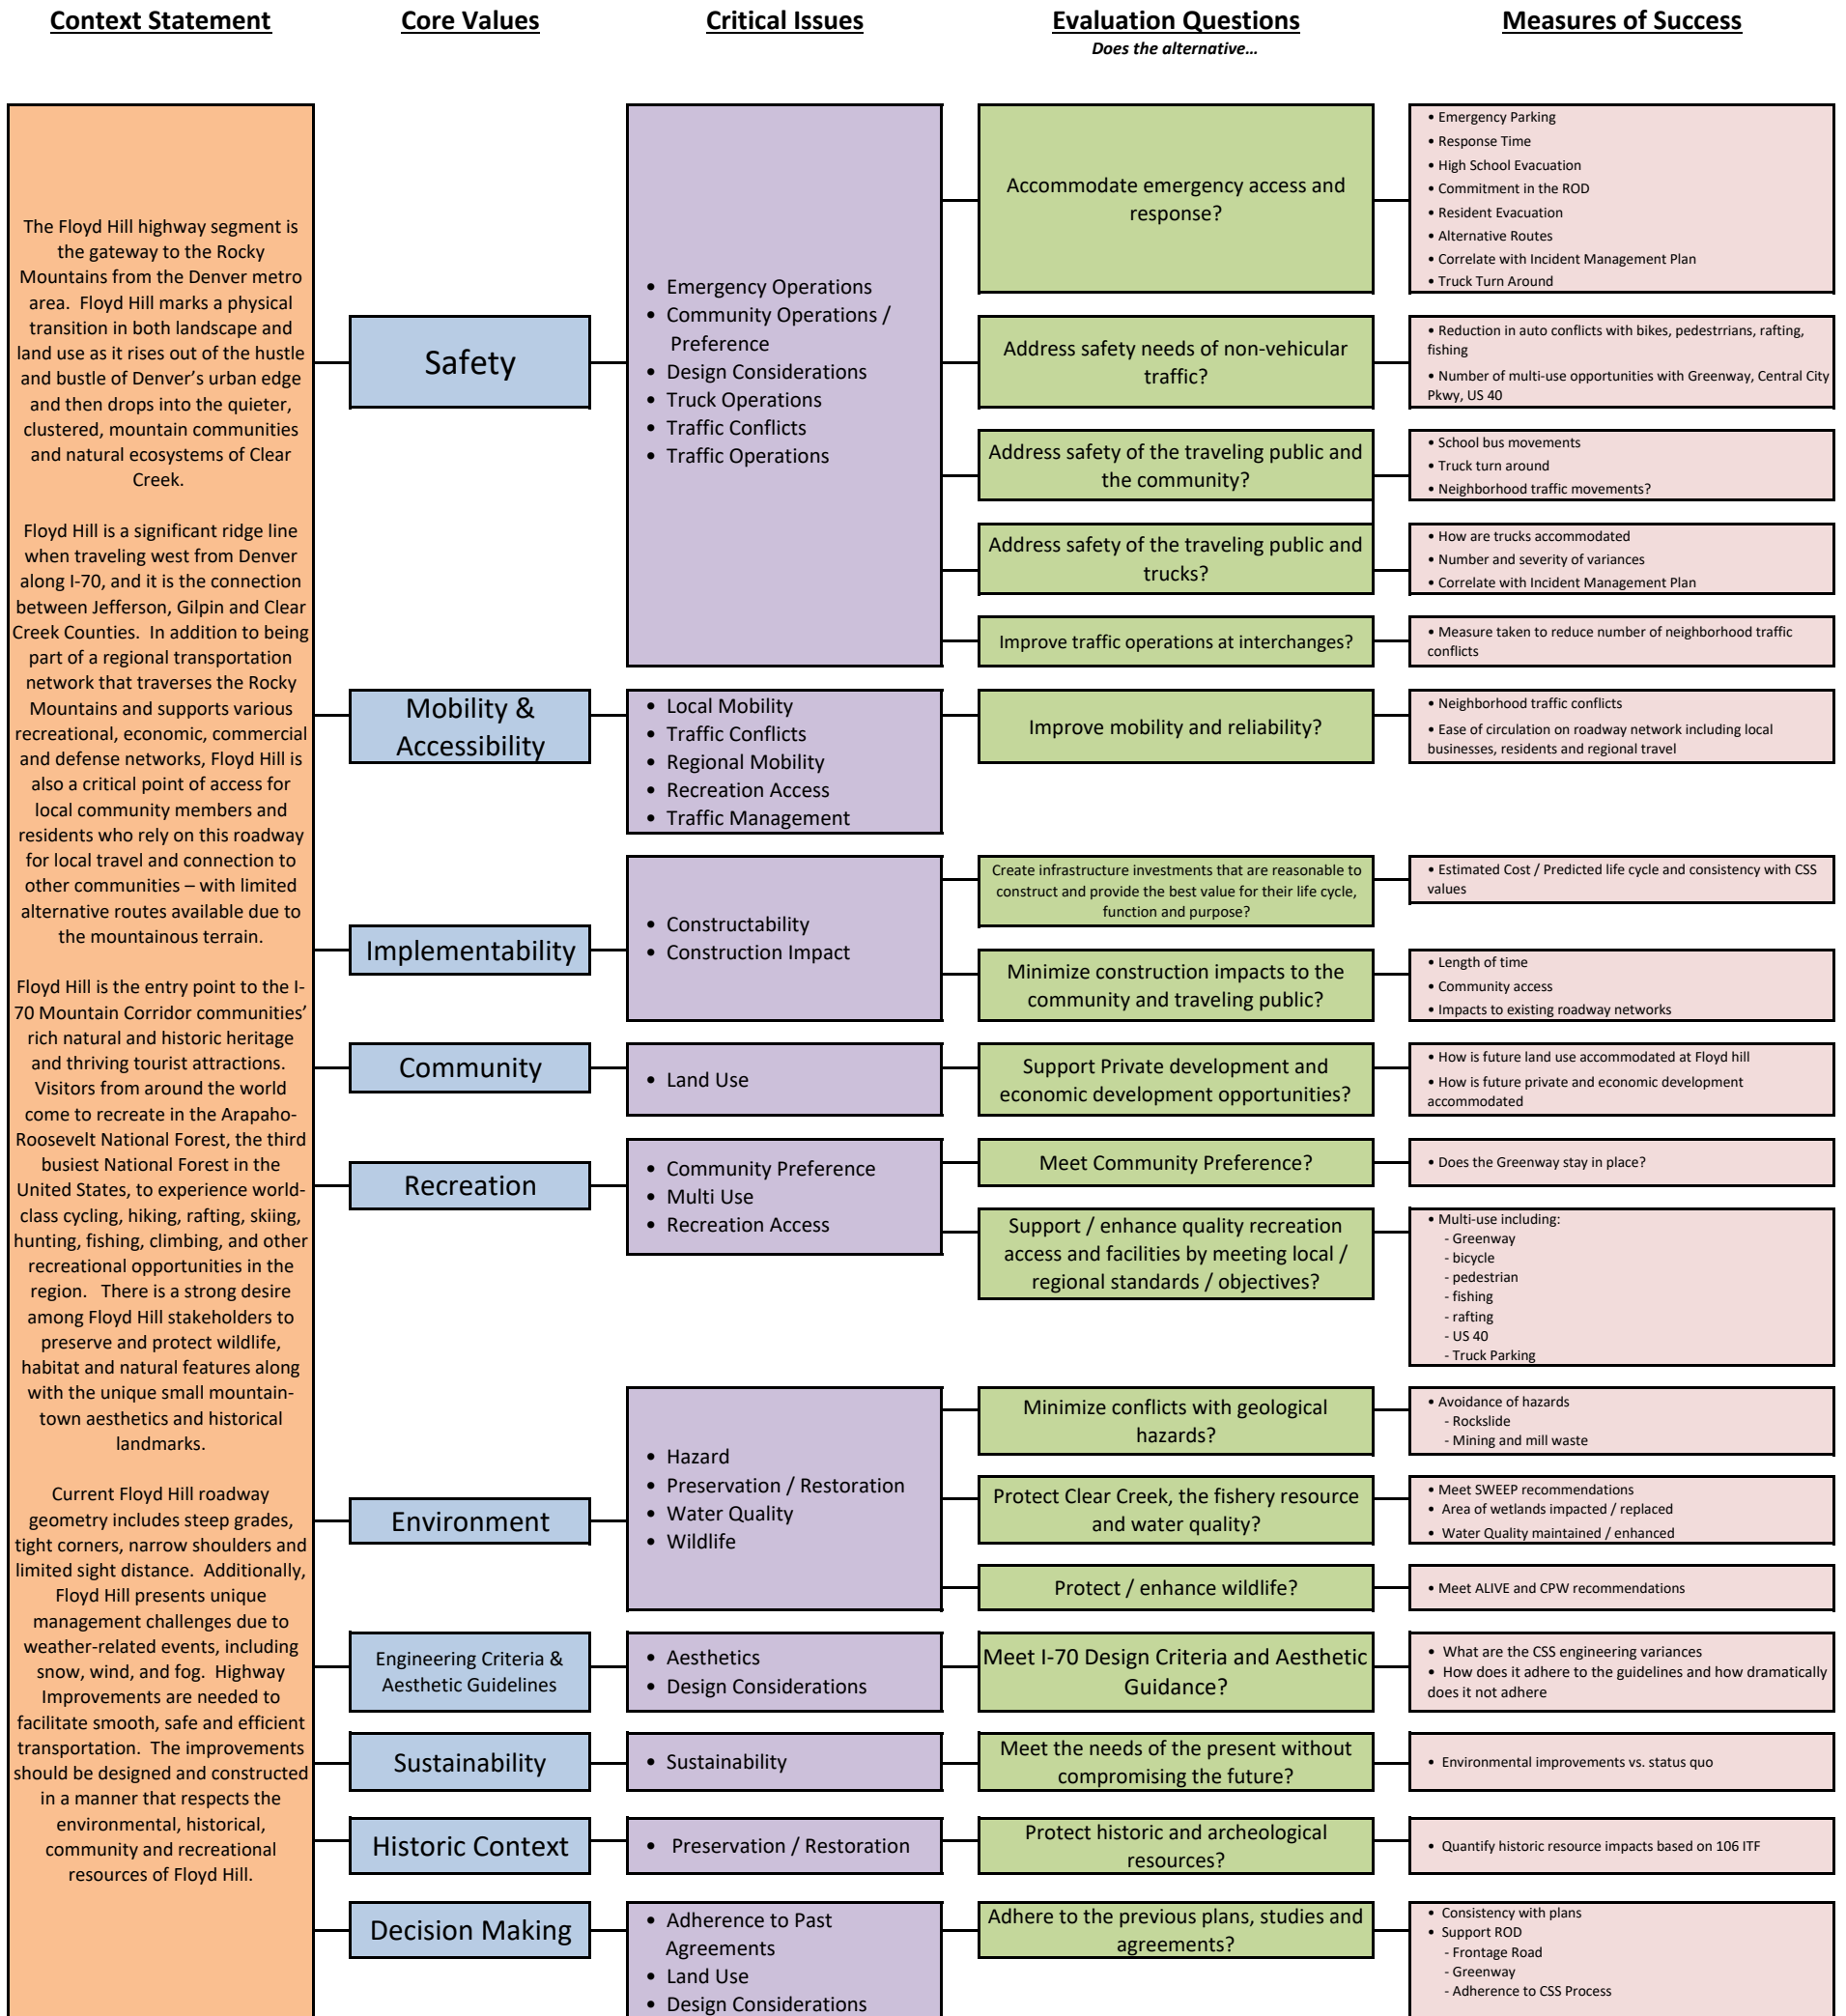 Context Statement
Core Values
Critical Issues
Evaluation Questions
Does the alternative...
Measures of Success
The Floyd Hill highway segment is
the gateway to the Rocky
Mountains from the Denver metro
area.  Floyd Hill marks a physical
transition in both landscape and
land use as it rises out of the hustle
and bustle of Denver's urban edge
and then drops into the quieter,
clustered, mountain communities
and natural ecosystems of Clear
Creek.
Floyd Hill is a significant ridge line
when traveling west from Denver
along I-70, and it is the connection
between Jefferson, Gilpin and Clear
Creek Counties.  In addition to being
part of a regional transportation
network that traverses the Rocky
Mountains and supports various
recreational, economic, commercial
and defense networks, Floyd Hill is
also a critical point of access for
local community members and
residents who rely on this roadway
for local travel and connection to
other communities – with limited
alternative routes available due to
the mountainous terrain.
Floyd Hill is the entry point to the I-
70 Mountain Corridor communities'
rich natural and historic heritage
and thriving tourist attractions.
Visitors from around the world
come to recreate in the Arapaho-
Roosevelt National Forest, the third
busiest National Forest in the
United States, to experience world-
class cycling, hiking, rafting, skiing,
hunting, fishing, climbing, and other
recreational opportunities in the
region.   There is a strong desire
among Floyd Hill stakeholders to
preserve and protect wildlife,
habitat and natural features along
with the unique small mountain-
town aesthetics and historical
landmarks.
Current Floyd Hill roadway
geometry includes steep grades,
tight corners, narrow shoulders and
limited sight distance.  Additionally,
Floyd Hill presents unique
management challenges due to
weather-related events, including
snow, wind, and fog.  Highway
Improvements are needed to
facilitate smooth, safe and efficient
transportation.  The improvements
should be designed and constructed
in a manner that respects the
environmental, historical,
community and recreational
resources of Floyd Hill.
Safety
• Emergency Operations
• Community Operations /
Preference
• Design Considerations
• Truck Operations
• Traffic Conflicts
• Traffic Operations
Accommodate emergency access and
response?
• Emergency Parking
• Response Time
• High School Evacuation
• Commitment in the ROD
• Resident Evacuation
• Alternative Routes
• Correlate with Incident Management Plan
• Truck Turn Around
Address safety needs of non-vehicular
traffic?
• Reduction in auto conflicts with bikes, pedestrrians, rafting,
fishing
• Number of multi-use opportunities with Greenway, Central City
Pkwy, US 40
Address safety of the traveling public and
the community?
• School bus movements
• Truck turn around
• Neighborhood traffic movements?
Address safety of the traveling public and
trucks?
• How are trucks accommodated
• Number and severity of variances
• Correlate with Incident Management Plan
Improve traffic operations at interchanges?
• Measure taken to reduce number of neighborhood traffic
conflicts
Mobility &
Accessibility
• Local Mobility
• Traffic Conflicts
• Regional Mobility
• Recreation Access
• Traffic Management
Improve mobility and reliability?
• Neighborhood traffic conflicts
• Ease of circulation on roadway network including local
businesses, residents and regional travel
Implementability
• Constructability
• Construction Impact
Create infrastructure investments that are reasonable to
construct and provide the best value for their life cycle,
function and purpose?
• Estimated Cost / Predicted life cycle and consistency with CSS
values
Minimize construction impacts to the
community and traveling public?
• Length of time
• Community access
• Impacts to existing roadway networks
Community
• Land Use
Support Private development and
economic development opportunities?
• How is future land use accommodated at Floyd hill
• How is future private and economic development
accommodated
Recreation
• Community Preference
• Multi Use
• Recreation Access
Meet Community Preference?
• Does the Greenway stay in place?
Support / enhance quality recreation
access and facilities by meeting local /
regional standards / objectives?
• Multi-use including:
- Greenway
- bicycle
- pedestrian
- fishing
- rafting
- US 40
- Truck Parking
Environment
• Hazard
• Preservation / Restoration
• Water Quality
• Wildlife
Minimize conflicts with geological
hazards?
• Avoidance of hazards
- Rockslide
- Mining and mill waste
Protect Clear Creek, the fishery resource
and water quality?
• Meet SWEEP recommendations
• Area of wetlands impacted / replaced
• Water Quality maintained / enhanced
Protect / enhance wildlife?
• Meet ALIVE and CPW recommendations
Engineering Criteria &
Aesthetic Guidelines
• Aesthetics
• Design Considerations
Meet I-70 Design Criteria and Aesthetic
Guidance?
• What are the CSS engineering variances
• How does it adhere to the guidelines and how dramatically
does it not adhere
Sustainability
• Sustainability
Meet the needs of the present without
compromising the future?
• Environmental improvements vs. status quo
Historic Context
• Preservation / Restoration
Protect historic and archeological
resources?
• Quantify historic resource impacts based on 106 ITF
Decision Making
• Adherence to Past
Agreements
• Land Use
• Design Considerations
Adhere to the previous plans, studies and
agreements?
• Consistency with plans
• Support ROD
- Frontage Road
- Greenway
- Adherence to CSS Process